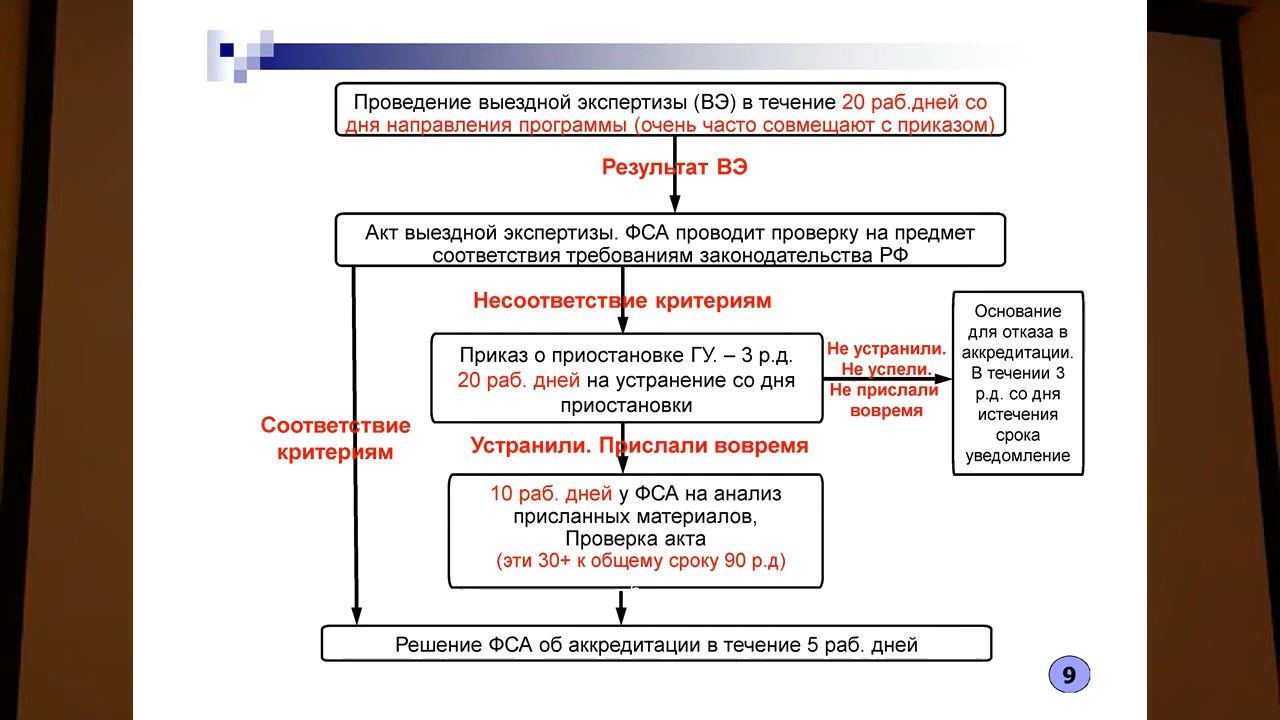 Проведение выездной экспертизы (ВЭ) в течение 20 раб.дней со
дня направления программы (очень часто совмещают с приказом)
Результат ВЭ
Акт выездной экспертизы. ФСА проводит проверку на предмет
соответствия требованиям законодательства РФ
Несоответствие критериям
Приказ о приостановке ГУ. – 3 р.д.
20 раб. дней на устранение со дня
приостановки
Не устранили.
Не успели.
Не прислали
вовремя
Основание
для отказа в
аккредитации.
В течении 3
р.д. со дня
истечения
срока
уведомление
Соответствие
критериям
Устранили. Прислали вовремя
10 раб. дней у ФСА на анализ
присланных материалов,
Проверка акта
(эти 30+ к общему сроку 90 р.д)
Решение ФСА об аккредитации в течение 5 раб. дней
9